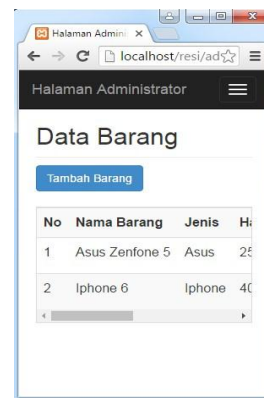 Halaman Admini
localhost/resi/ad
Halaman Administrator
Data Barang
Tambah Barang
No Nama Barang Jenis
1 Asus Zenfone 5 Asus
2 Iphone 6 Iphone